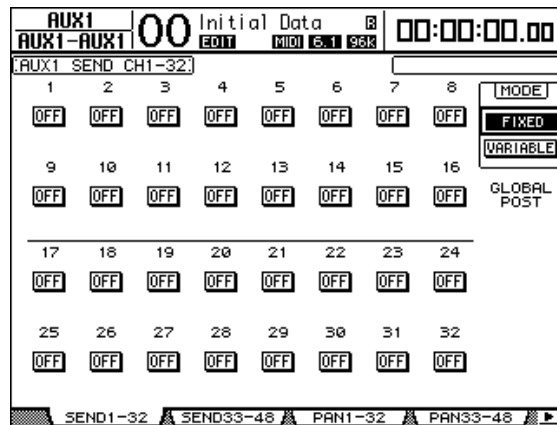 AUX1 00 Initial Data R 00:00:00.00
AUX1-AUX1 EDIT MIDI 6.1 96k
AUX1 SEND CH1-32
1 2 3 4 5 6 7 8 MODE
OFF OFF OFF OFF OFF OFF OFF OFF FIXED
VARIABLE
9 10 11 12 13 14 15 16
OFF OFF OFF OFF OFF OFF OFF OFF GLOBAL
POST
17 18 19 20 21 22 23 24
OFF OFF OFF OFF OFF OFF OFF OFF
25 26 27 28 29 30 31 32
OFF OFF OFF OFF OFF OFF OFF OFF
SEND1-32 SEND33-48 PAN1-32 PAN33-48